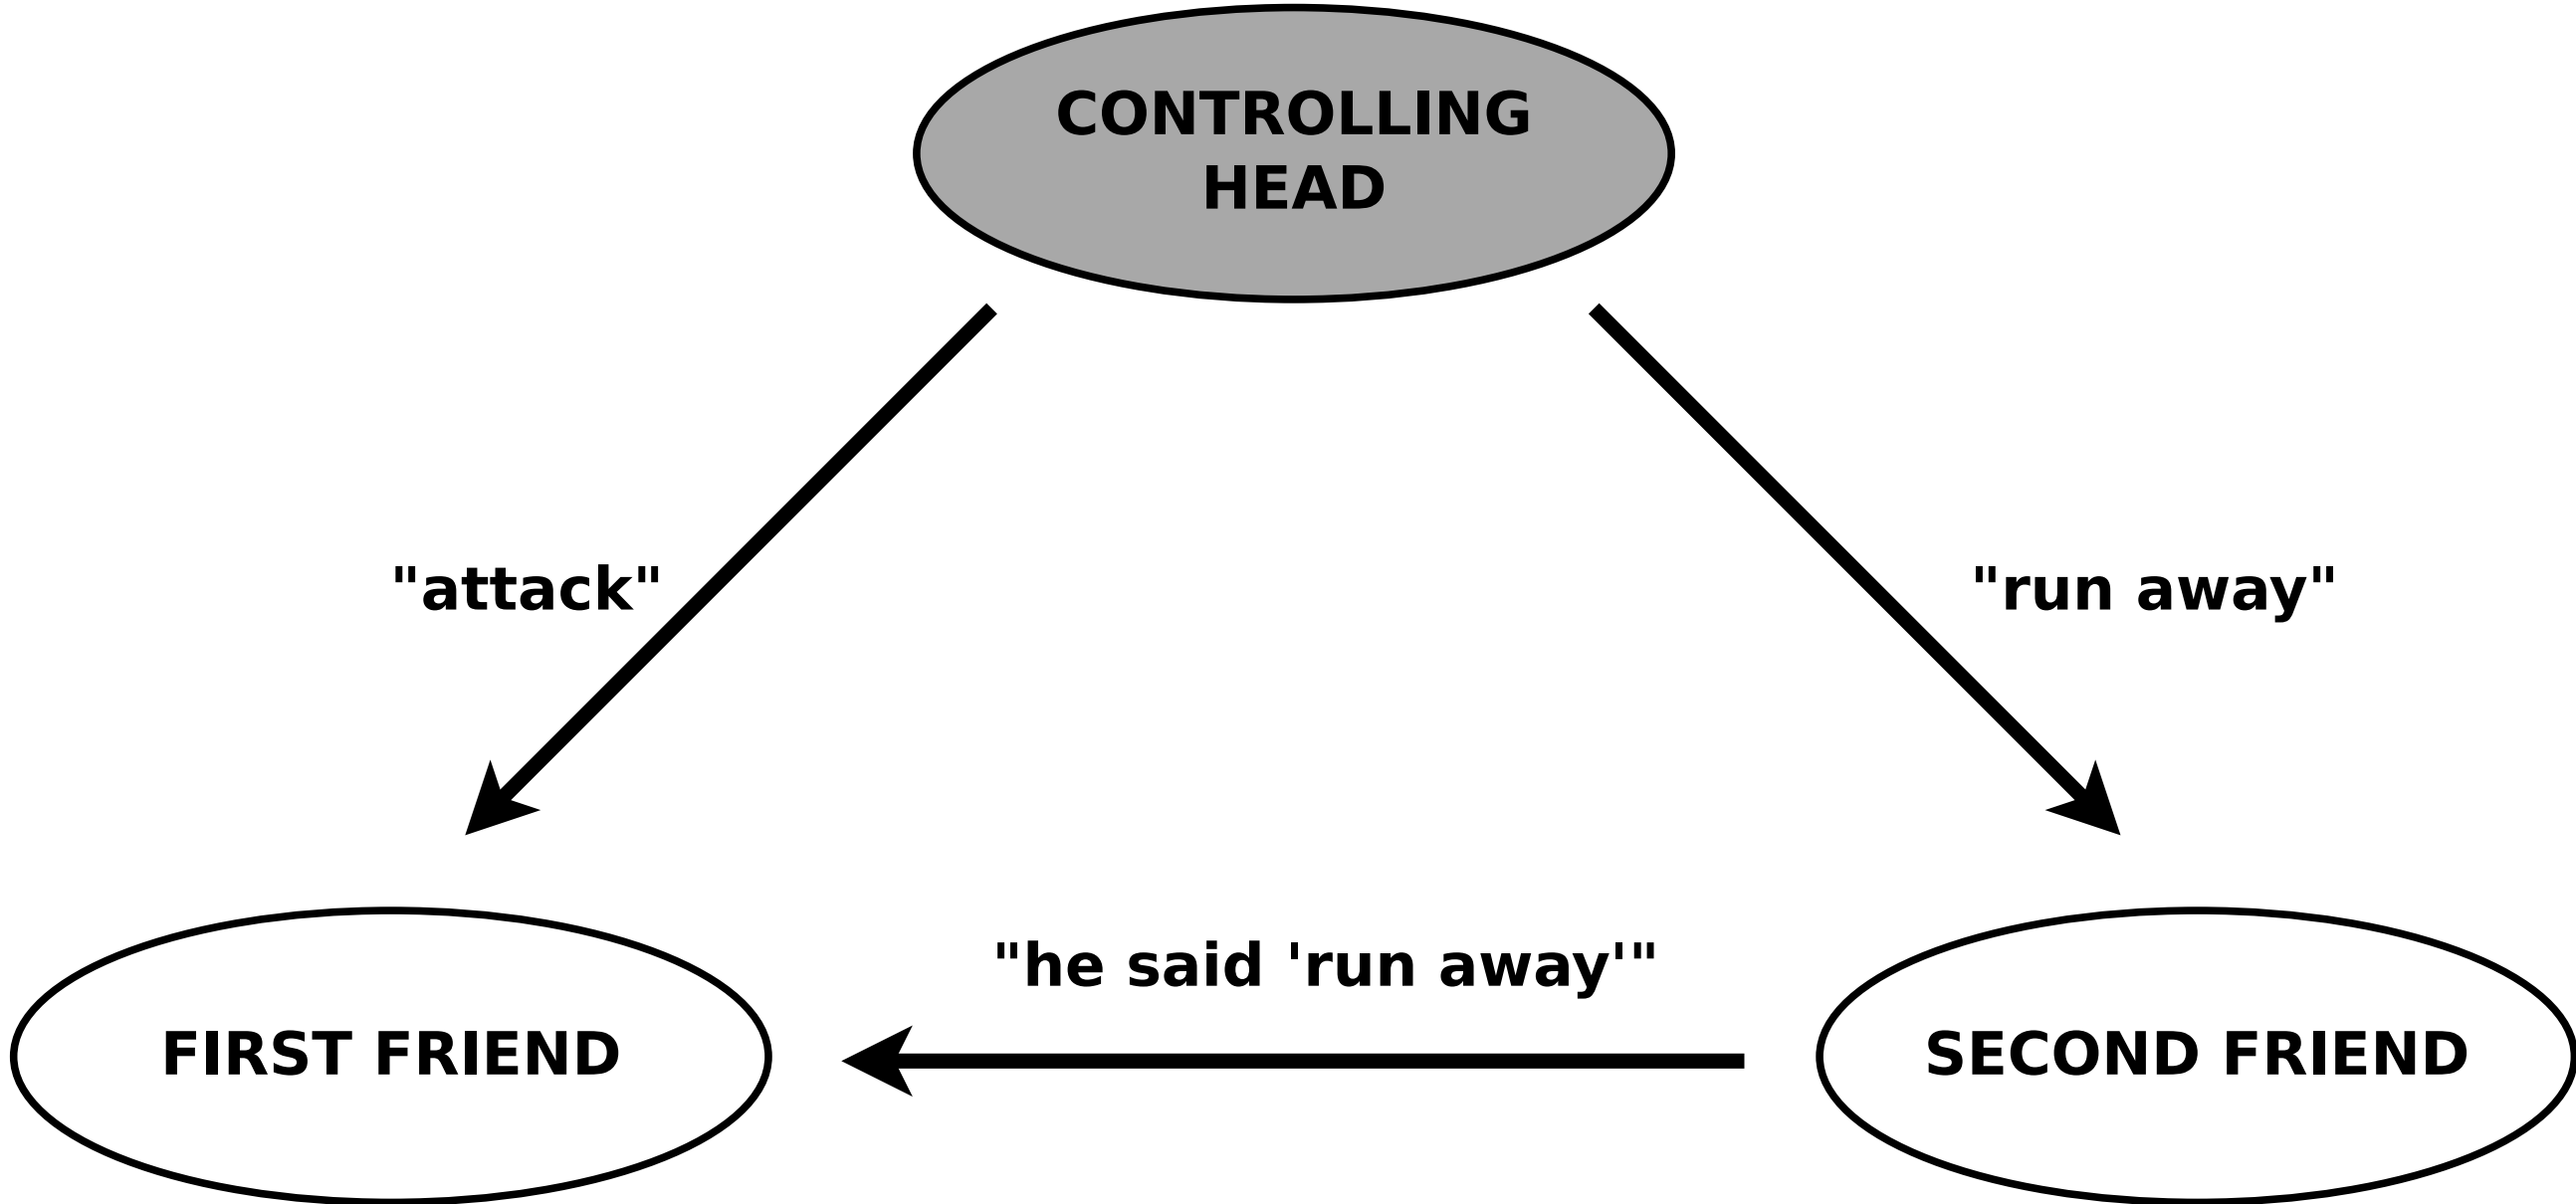 CONTROLLING
HEAD
"attack"
"run away"
"he said 'run away'"
FIRST FRIEND
SECOND FRIEND